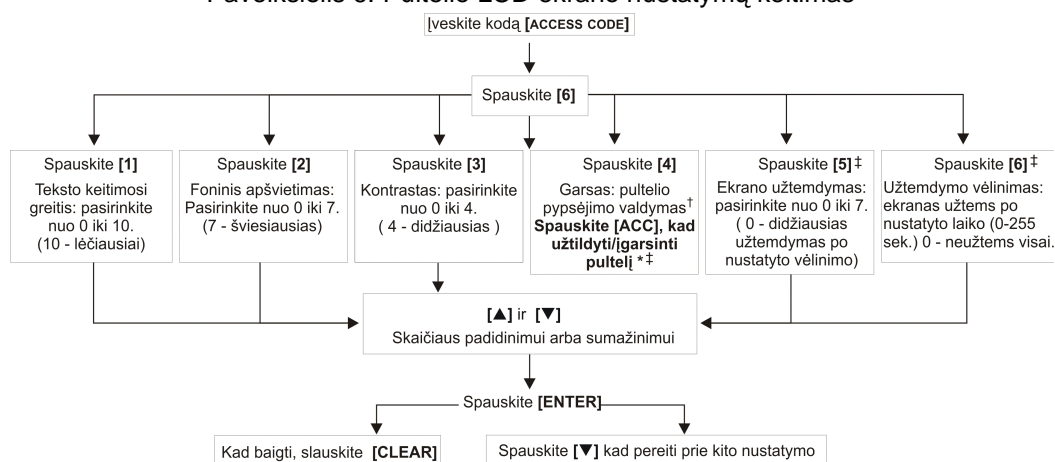 Paveikslėlis 5. Pultelio LCD ekrano nustatymų keitimas
Įveskite kodą [ACCESS CODE]
Spauskite [6]
Spauskite [1]
Teksto keitimosi
greitis: pasirinkite
nuo 0 iki 10.
(10 - lėčiausiai)
Spauskite [2]
Foninis apšvietimas:
Pasirinkite nuo 0 iki 7.
(7 - šviesiausias)
Spauskite [3]
Kontrastas: pasirinkite
nuo 0 iki 4.
( 4 - didžiausias )
Spauskite [4]
Garsas: pultelio
pypsėjimo valdymas†
Spauskite [ACC], kad
užtildyti/įgarsinti
pultelį *‡
Spauskite [5]‡
Ekrano užtemdymas:
pasirinkite nuo 0 iki 7.
( 0 - didžiausias
užtemdymas po
nustatyto vėlinimo)
Spauskite [6]‡
Užtemdymo vėlinimas:
ekranas užtems po
nustatyto laiko (0-255
sek.) 0 - neužtems visai.
[▲] ir [▼]
Skaičiaus padidinimui arba sumažinimui
Spauskite [ENTER]
Kad baigti, slauskite [CLEAR]
Spauskite [▼] kad pereiti prie kito nustatymo